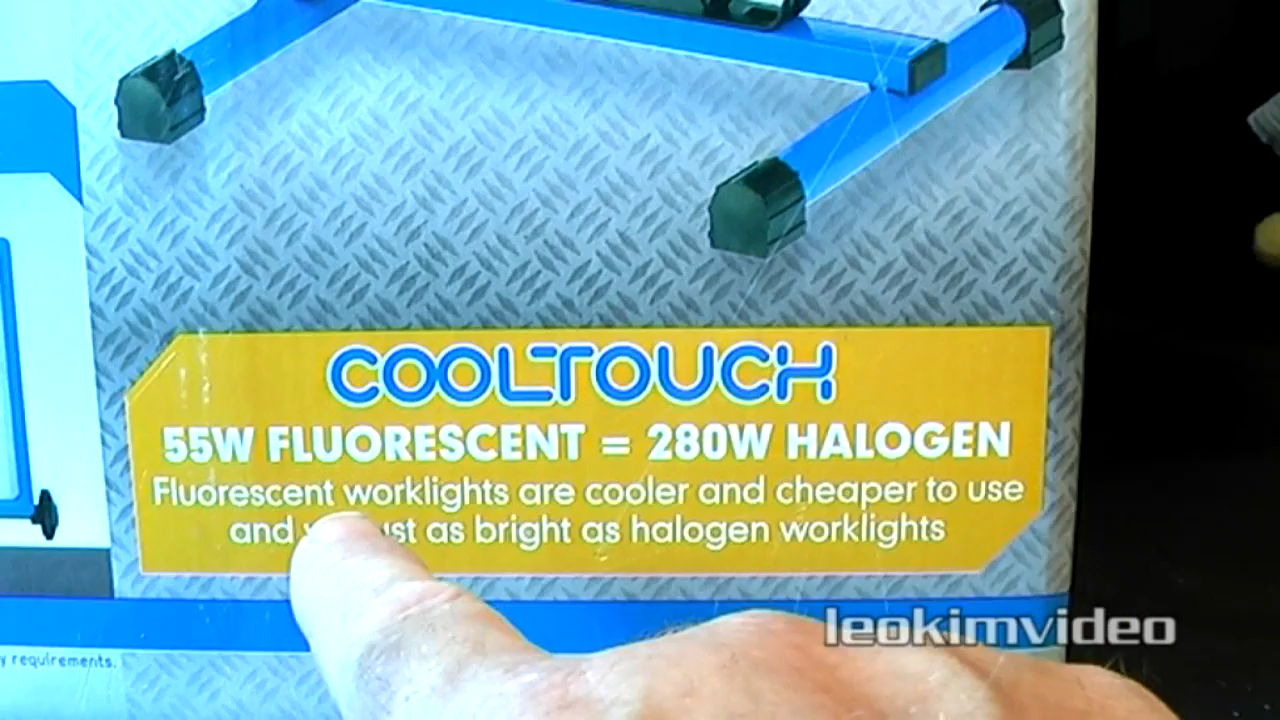 COOLTOUCH
55W FLUORESCENT = 280W HALOGEN
Fluorescent worklights are cooler and cheaper to use
and as bright as halogen worklights
leokimvideo
y requirements.